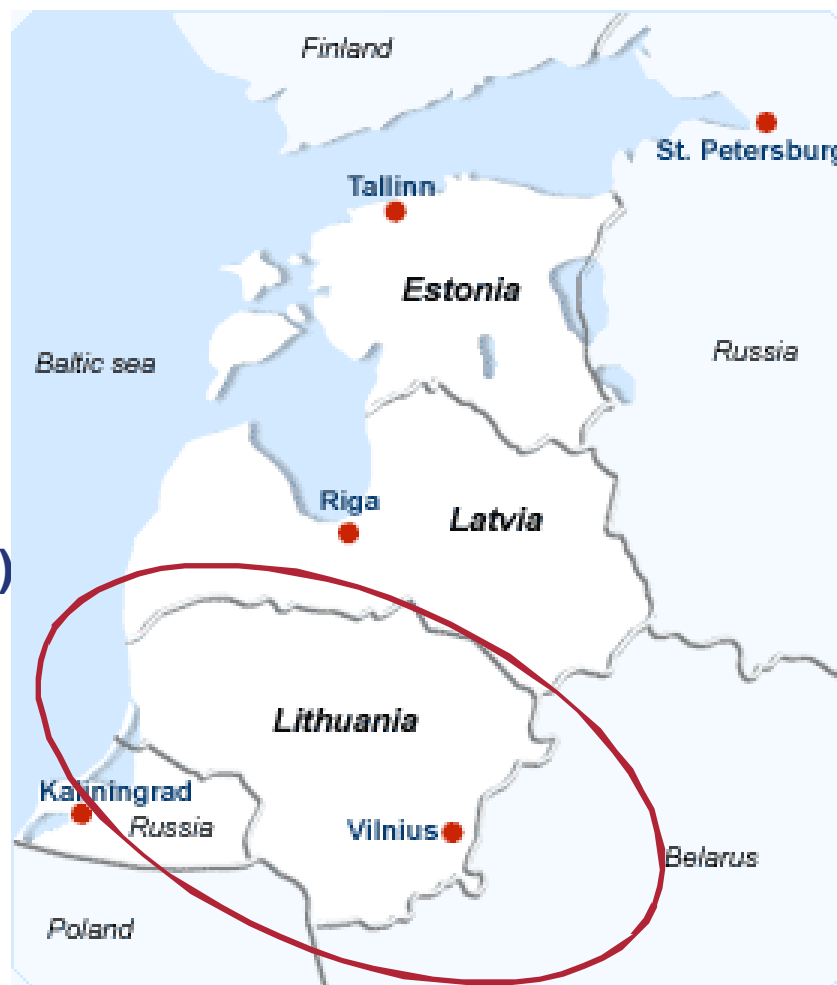 Finland
St. Petersburg
Tallinn
Estonia
Baltic sea
Russia
Riga
Latvia
)
Lithuania
Kaliningrad
Russia
Vilnius
Belarus
Poland